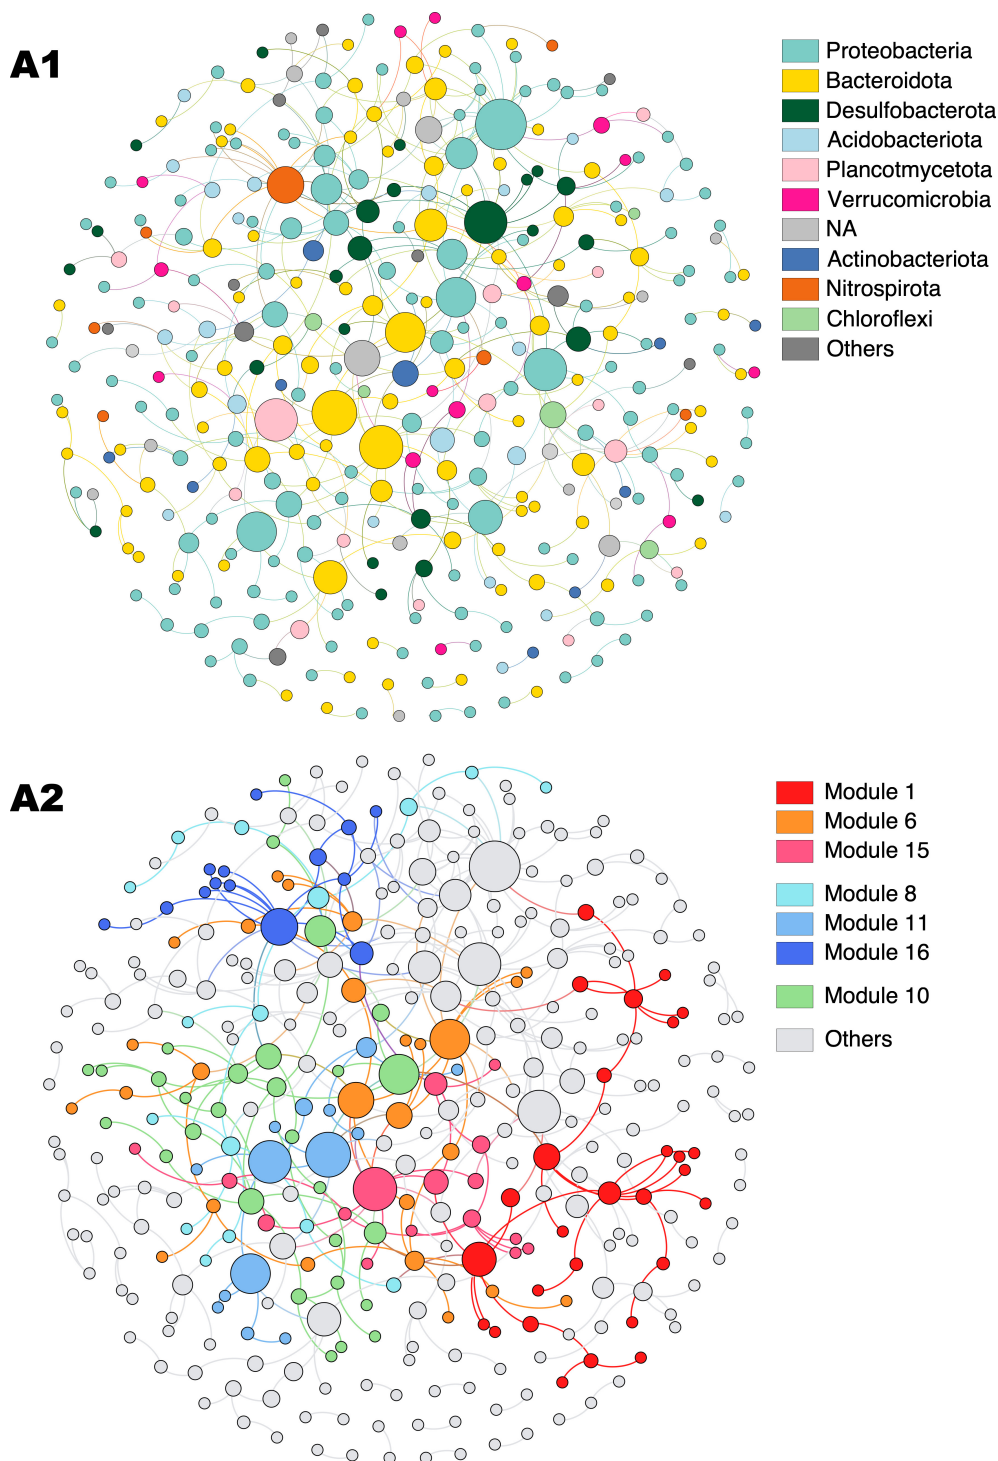 A1
Proteobacteria
Bacteroidota
Desulfobacterota
Acidobacteriota
Plancotmycetota
Verrucomicrobia
NA
Actinobacteriota
Nitrospirota
Chloroflexi
Others
A2
Module 1
Module 6
Module 15
Module 8
Module 11
Module 16
Module 10
Others